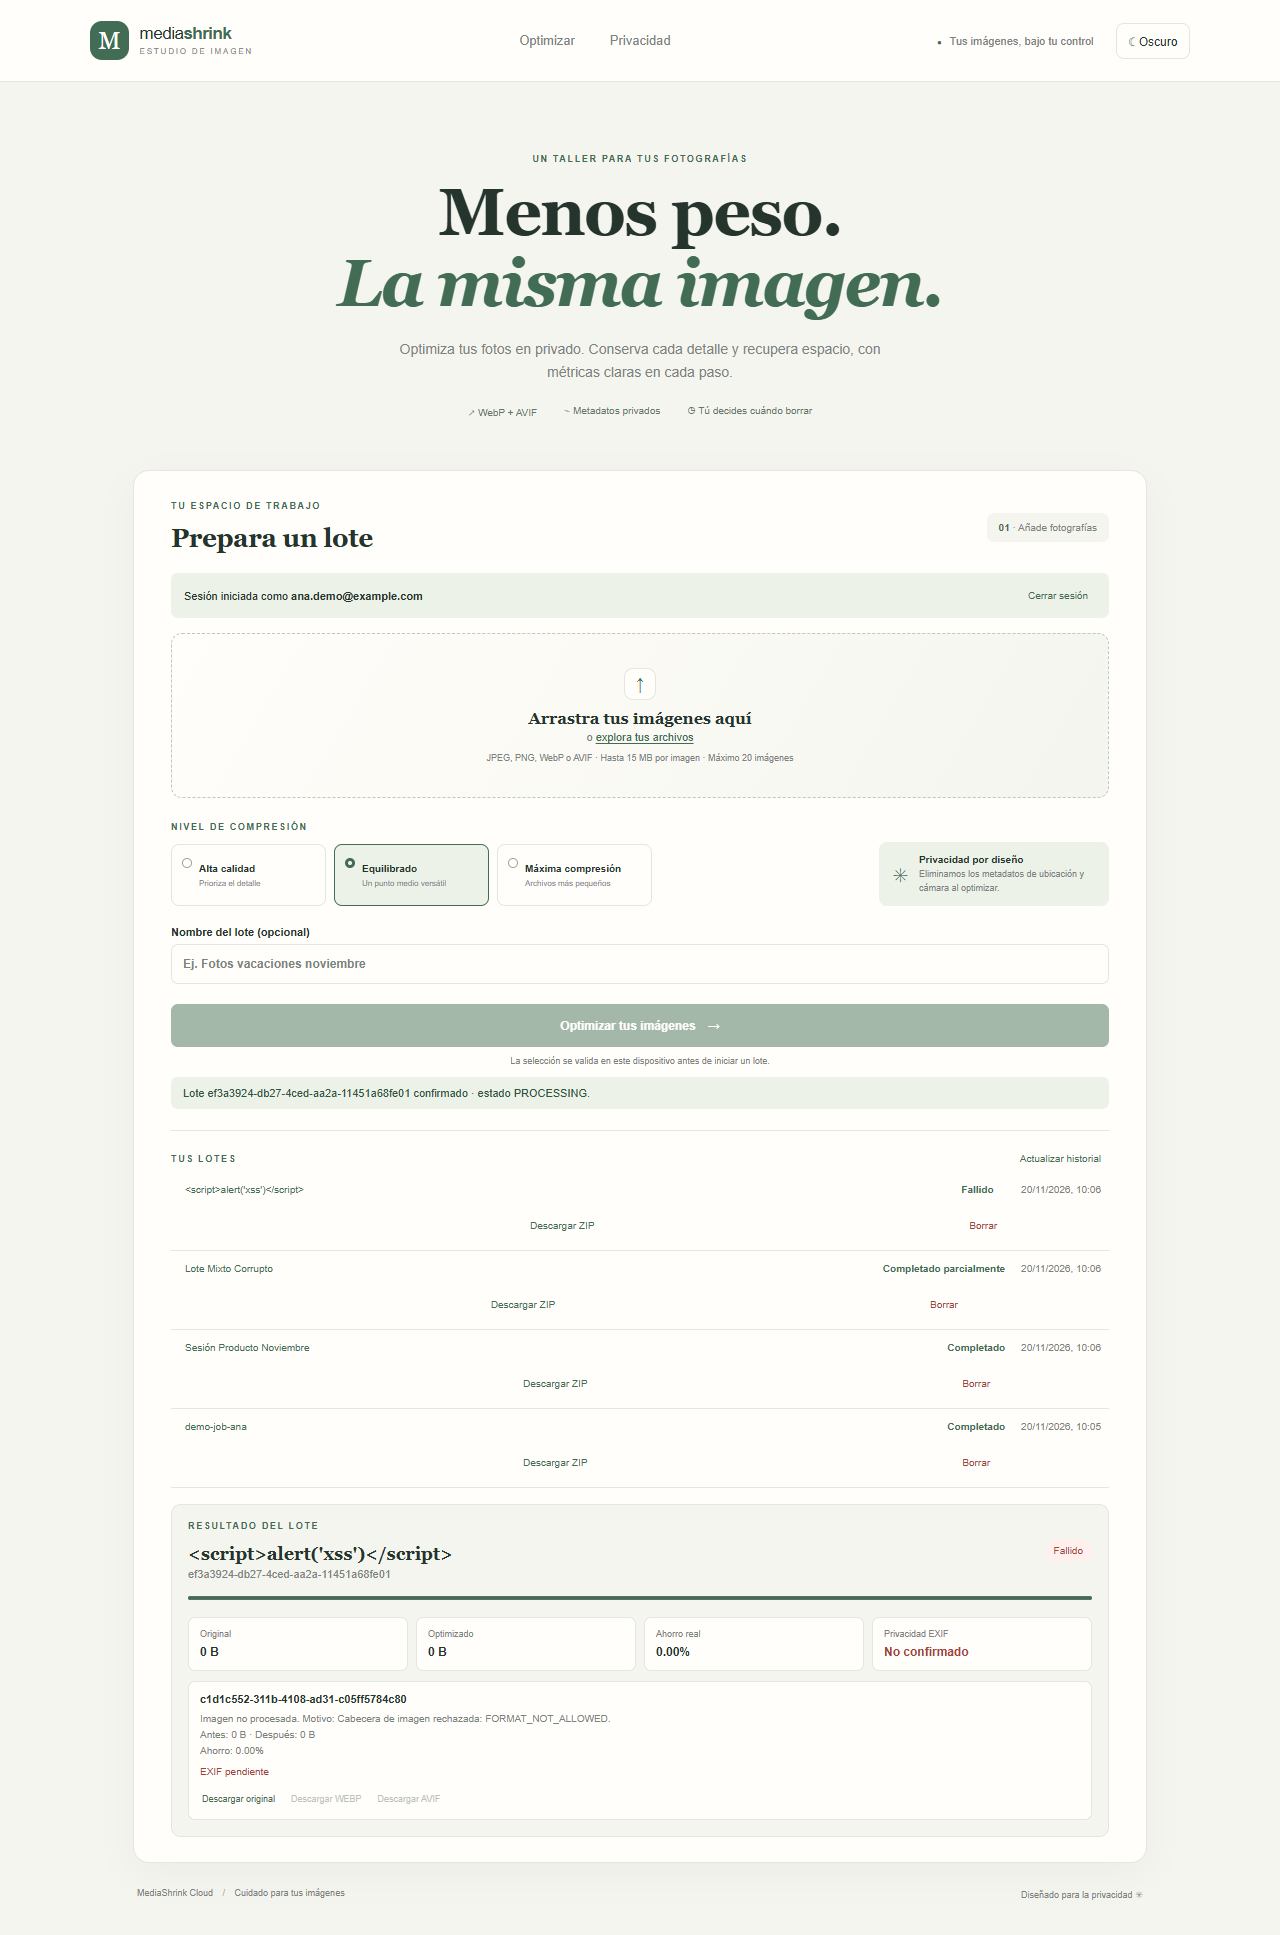 M mediashrink
ESTUDIO DE IMAGEN
Optimizar Privacidad
• Tus imágenes, bajo tu control
☾ Oscuro
UN TALLER PARA TUS FOTOGRAFÍAS
Menos peso.
La misma imagen.
Optimiza tus fotos en privado. Conserva cada detalle y recupera espacio, con
métricas claras en cada paso.
↗ WebP + AVIF ~ Metadatos privados ◷ Tú decides cuándo borrar
TU ESPACIO DE TRABAJO
Prepara un lote
01 · Añade fotografías
Sesión iniciada como ana.demo@example.com
Cerrar sesión
↑
Arrastra tus imágenes aquí
o explora tus archivos
JPEG, PNG, WebP o AVIF · Hasta 15 MB por imagen · Máximo 20 imágenes
NIVEL DE COMPRESIÓN
Alta calidad
Prioriza el detalle
Equilibrado
Un punto medio versátil
Máxima compresión
Archivos más pequeños
✳ Privacidad por diseño
Eliminamos los metadatos de ubicación y
cámara al optimizar.
Nombre del lote (opcional)
Ej. Fotos vacaciones noviembre
Optimizar tus imágenes →
La selección se valida en este dispositivo antes de iniciar un lote.
Lote ef3a3924-db27-4ced-aa2a-11451a68fe01 confirmado · estado PROCESSING.
TUS LOTES
Actualizar historial
<script>alert('xss')</script> Fallido 20/11/2026, 10:06
Descargar ZIP Borrar
Lote Mixto Corrupto Completado parcialmente 20/11/2026, 10:06
Descargar ZIP Borrar
Sesión Producto Noviembre Completado 20/11/2026, 10:06
Descargar ZIP Borrar
demo-job-ana Completado 20/11/2026, 10:05
Descargar ZIP Borrar
RESULTADO DEL LOTE
<script>alert('xss')</script>
Fallido
ef3a3924-db27-4ced-aa2a-11451a68fe01
Original
0 B
Optimizado
0 B
Ahorro real
0.00%
Privacidad EXIF
No confirmado
c1d1c552-311b-4108-ad31-c05ff5784c80
Imagen no procesada. Motivo: Cabecera de imagen rechazada: FORMAT_NOT_ALLOWED.
Antes: 0 B · Después: 0 B
Ahorro: 0.00%
EXIF pendiente
Descargar original Descargar WEBP Descargar AVIF
MediaShrink Cloud / Cuidado para tus imágenes
Diseñado para la privacidad ✳